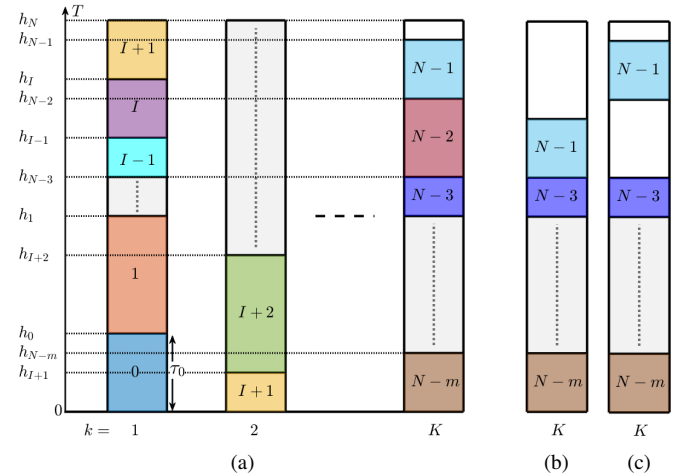 h_N
T
h_{N−1}
I + 1
N − 1
h_I
h_{N−2}
I
N − 2
h_{I−1}
I − 1
N − 1
h_{N−3}
N − 3
N − 3
N − 3
h_1
h_{I+2}
1
I + 2
h_0
h_{N−m}
0
τ_0
N − m
N − m
N − m
h_{I+1}
I + 1
0
k = 1 2 K K K
(a) (b) (c)
N − 1